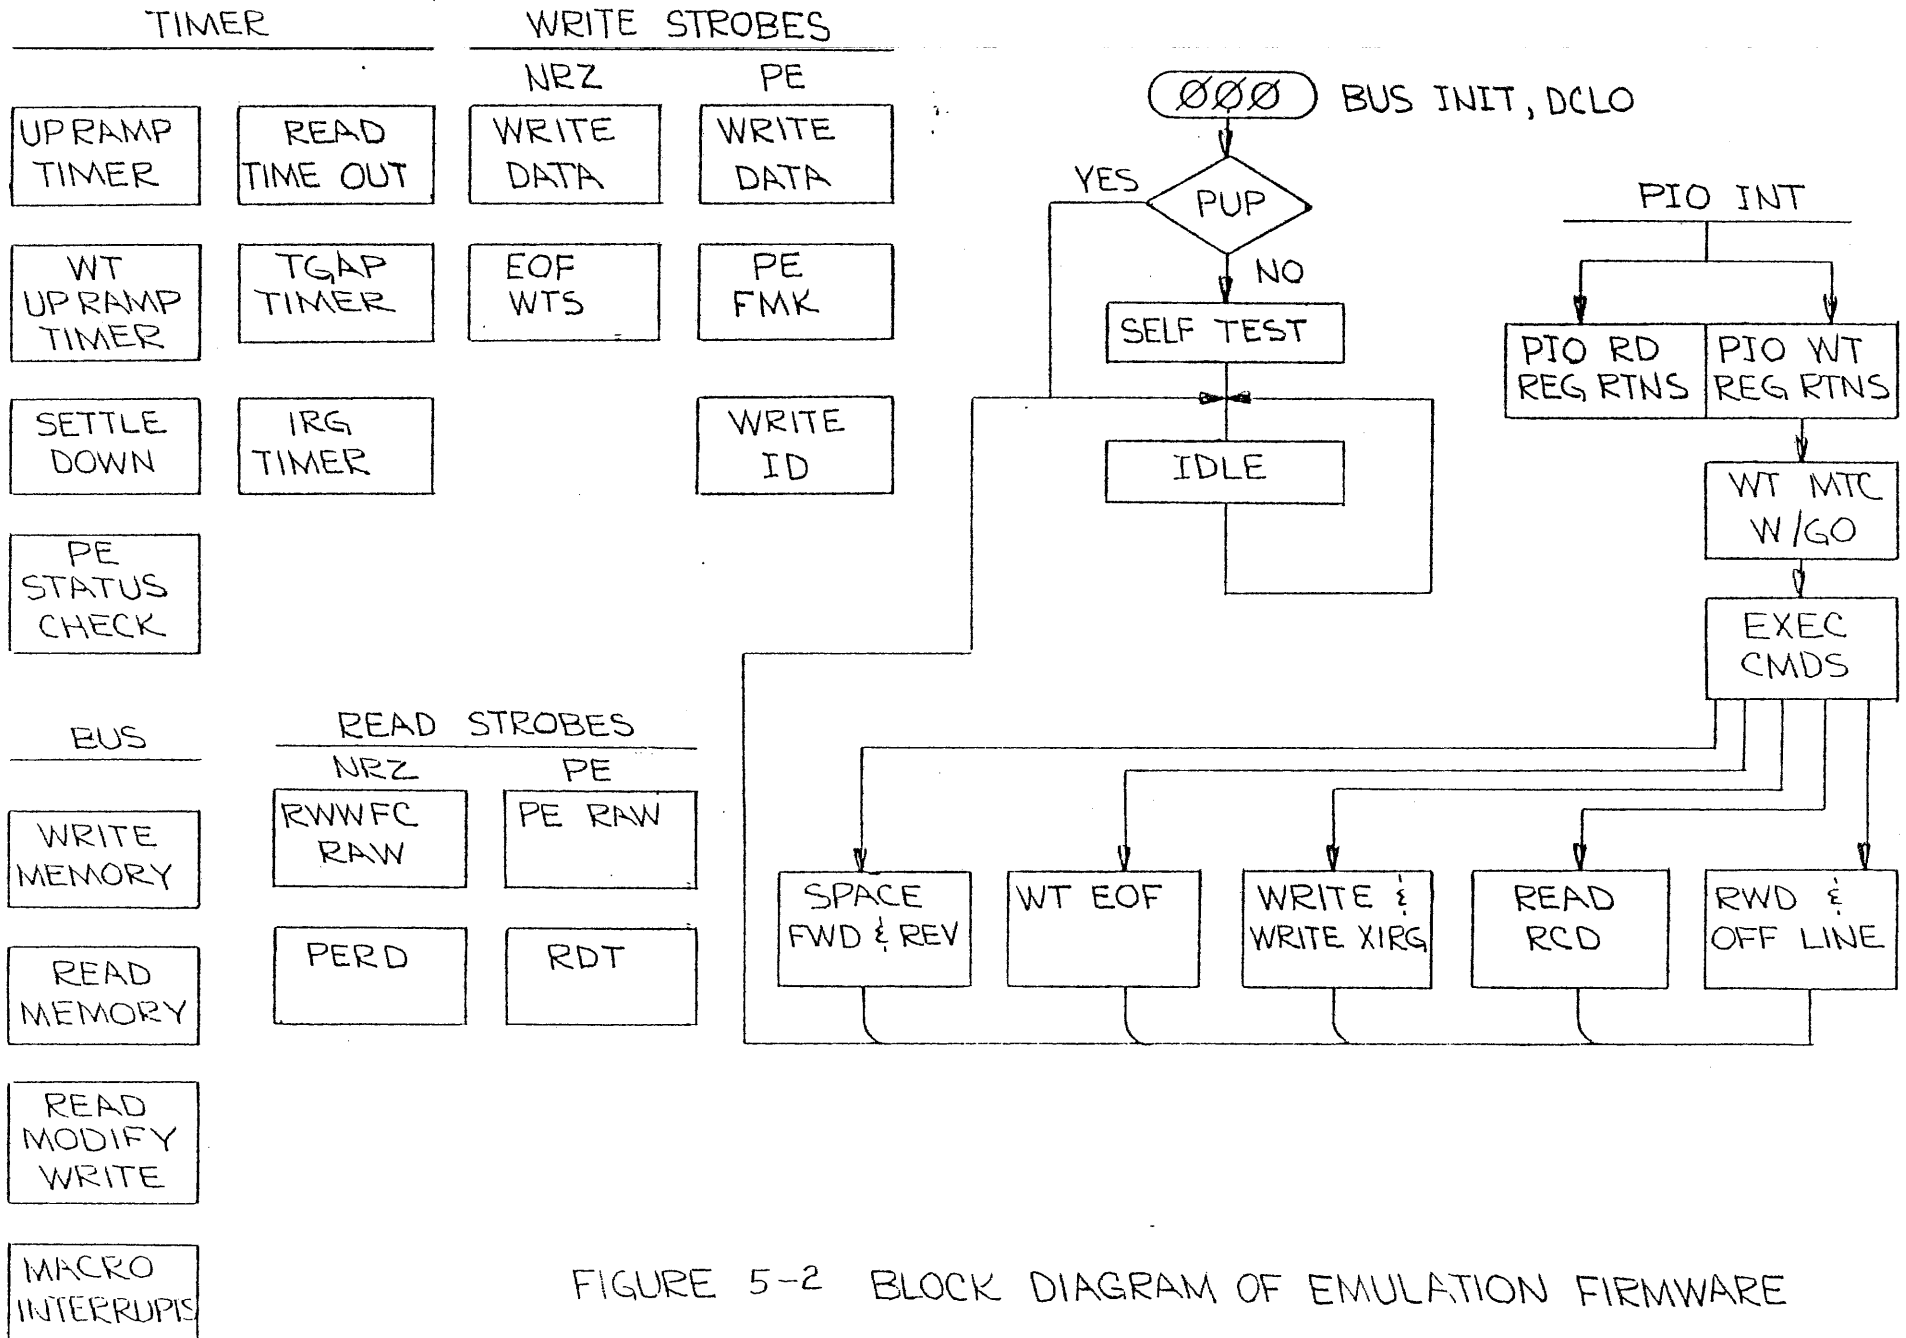 TIMER
UP RAMP
TIMER
READ
TIME OUT
WT
UP RAMP
TIMER
TGAP
TIMER
SETTLE
DOWN
IRG
TIMER
PE
STATUS
CHECK
WRITE STROBES
NRZ
PE
WRITE
DATA
WRITE
DATA
EOF
WTS
PE
FMK
WRITE
ID
ØØØ
BUS INIT, DCLO
PUP
YES
NO
SELF TEST
IDLE
PIO INT
PIO RD
REG RTNS
PIO WT
REG RTNS
WT MTC
W/GO
EXEC
CMDS
BUS
WRITE
MEMORY
READ
MEMORY
READ
MODIFY
WRITE
MACRO
INTERRUPTS
READ STROBES
NRZ
PE
RWWFC
RAW
PE RAW
PERD
RDT
SPACE
FWD & REV
WT EOF
WRITE &
WRITE XIRG
READ
RCD
RWD &
OFF LINE
FIGURE 5-2 BLOCK DIAGRAM OF EMULATION FIRMWARE